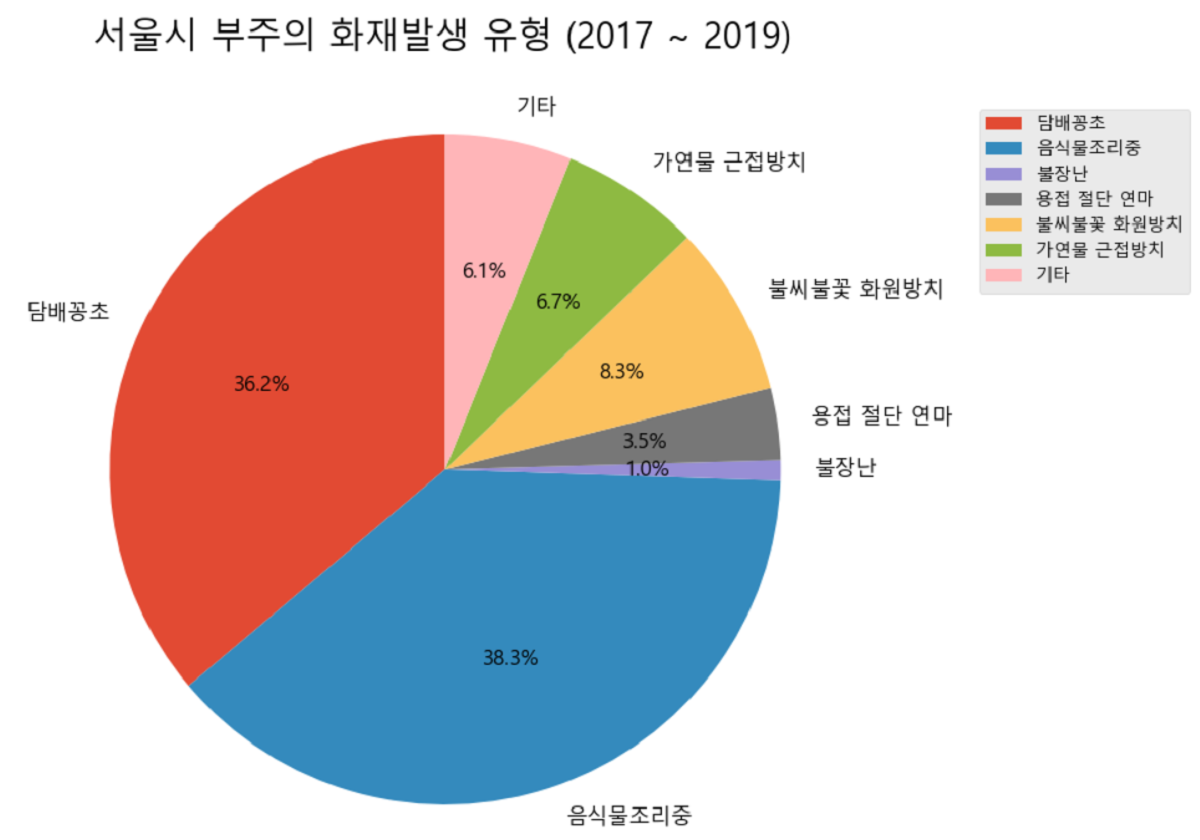 서울시 부주의 화재발생 유형 (2017 ~ 2019)
기타
가연물 근접방치
불씨불꽃 화원방치
용접 절단 연마
불장난
담배꽁초
음식물조리중
6.1%
6.7%
8.3%
3.5%
1.0%
36.2%
38.3%
담배꽁초
음식물조리중
불장난
용접 절단 연마
불씨불꽃 화원방치
가연물 근접방치
기타